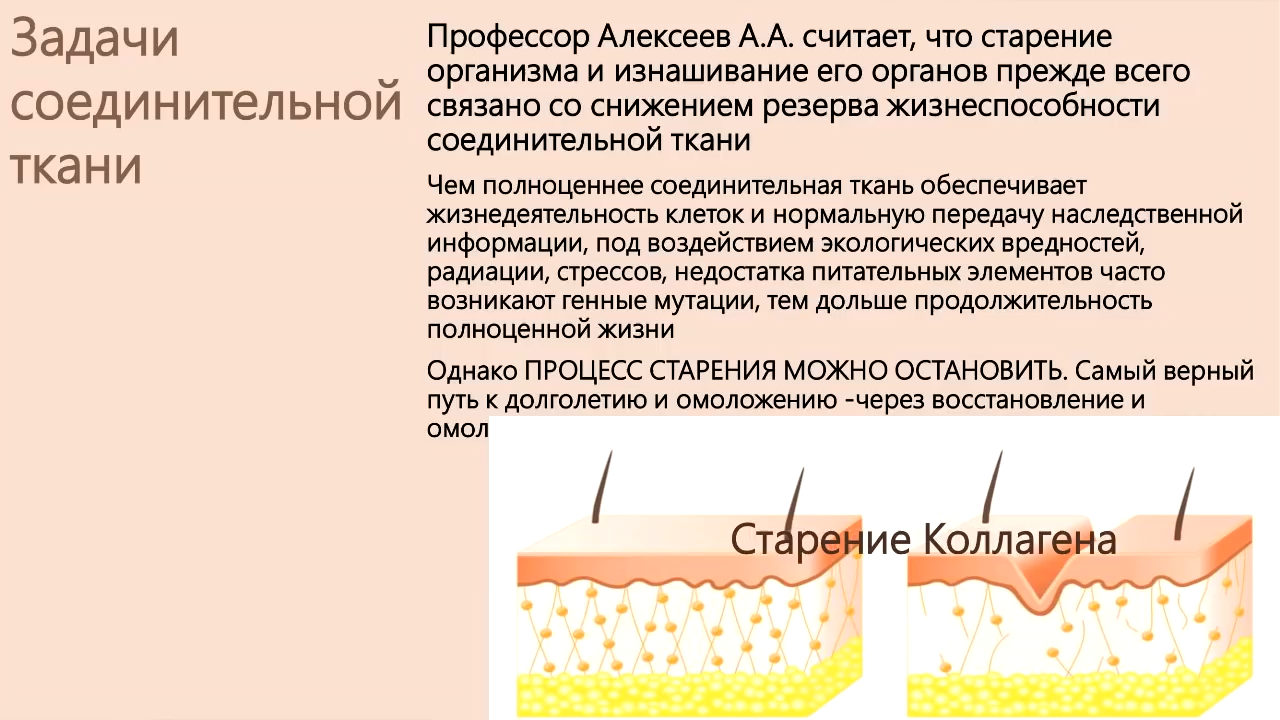 Задачи
соединительной
ткани
Профессор Алексеев А.А. считает, что старение
организма и изнашивание его органов прежде всего
связано со снижением резерва жизнеспособности
соединительной ткани
Чем полноценнее соединительная ткань обеспечивает
жизнедеятельность клеток и нормальную передачу наследственной
информации, под воздействием экологических вредностей,
радиации, стрессов, недостатка питательных элементов часто
возникают генные мутации, тем дольше продолжительность
полноценной жизни
Однако ПРОЦЕСС СТАРЕНИЯ МОЖНО ОСТАНОВИТЬ. Самый верный
путь к долголетию и омоложению -через восстановление и
Старение Коллагена